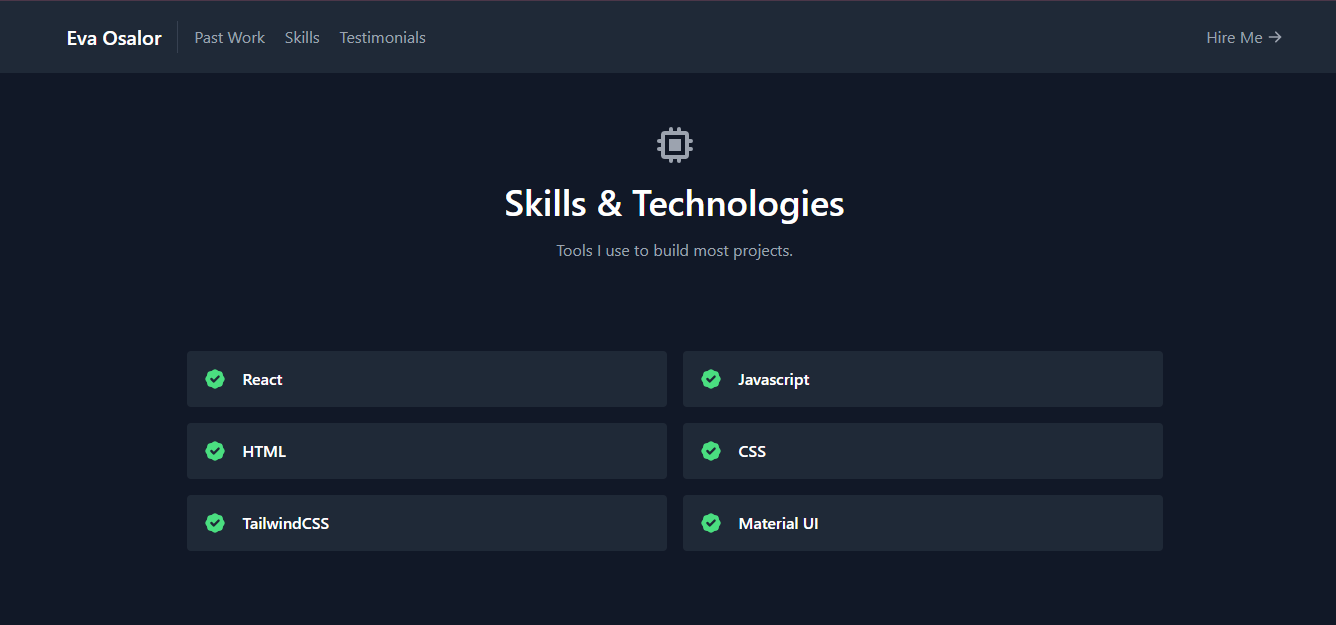 Eva Osalor Past Work Skills Testimonials Hire Me →
Skills & Technologies
Tools I use to build most projects.
React Javascript
HTML CSS
TailwindCSS Material UI